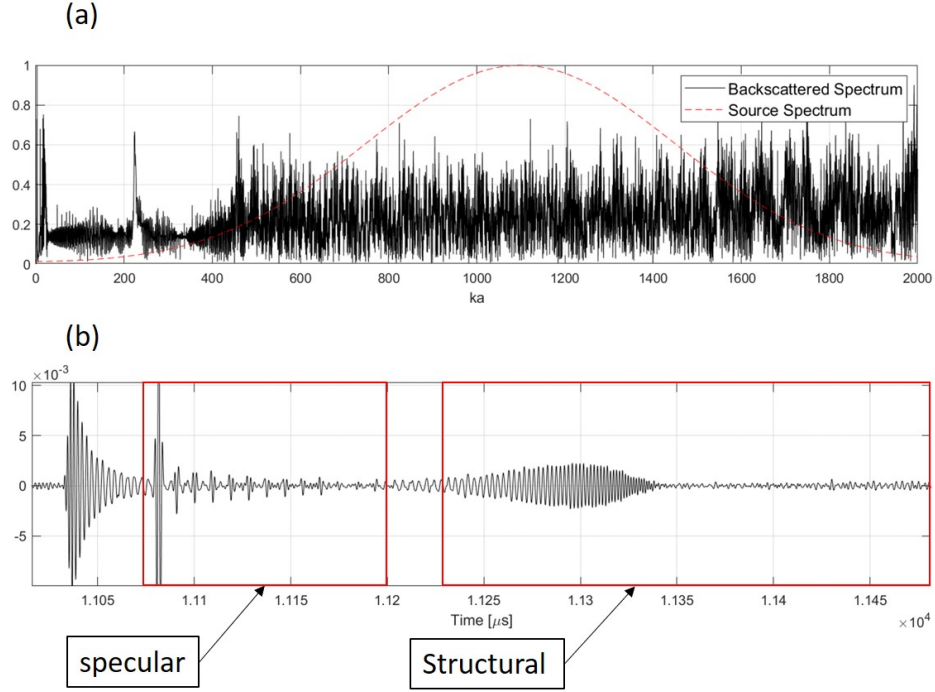 (a)
1
0.8
0.6
0.4
0.2
0
Backscattered Spectrum
Source Spectrum
0 200 400 600 800 1000 1200 1400 1600 1800 2000
ka
(b)
×10⁻³
10
5
0
-5
1.105 1.11 1.115 1.12 1.125 1.13 1.135 1.14 1.145
Time [μs]
×10⁴
specular
Structural